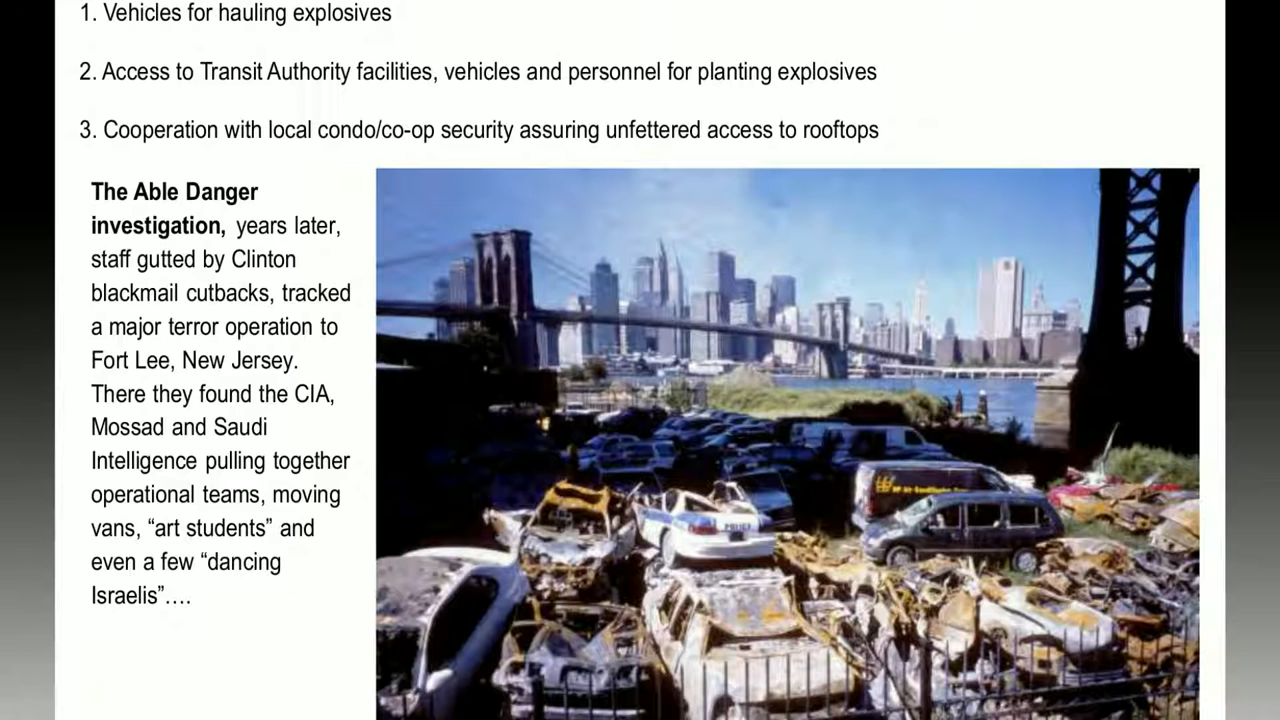 1. Vehicles for hauling explosives
2. Access to Transit Authority facilities, vehicles and personnel for planting explosives
3. Cooperation with local condo/co-op security assuring unfettered access to rooftops
The Able Danger
investigation, years later,
staff gutted by Clinton
blackmail cutbacks, tracked
a major terror operation to
Fort Lee, New Jersey.
There they found the CIA,
Mossad and Saudi
Intelligence pulling together
operational teams, moving
vans, “art students” and
even a few “dancing
Israelis”….
POLICE